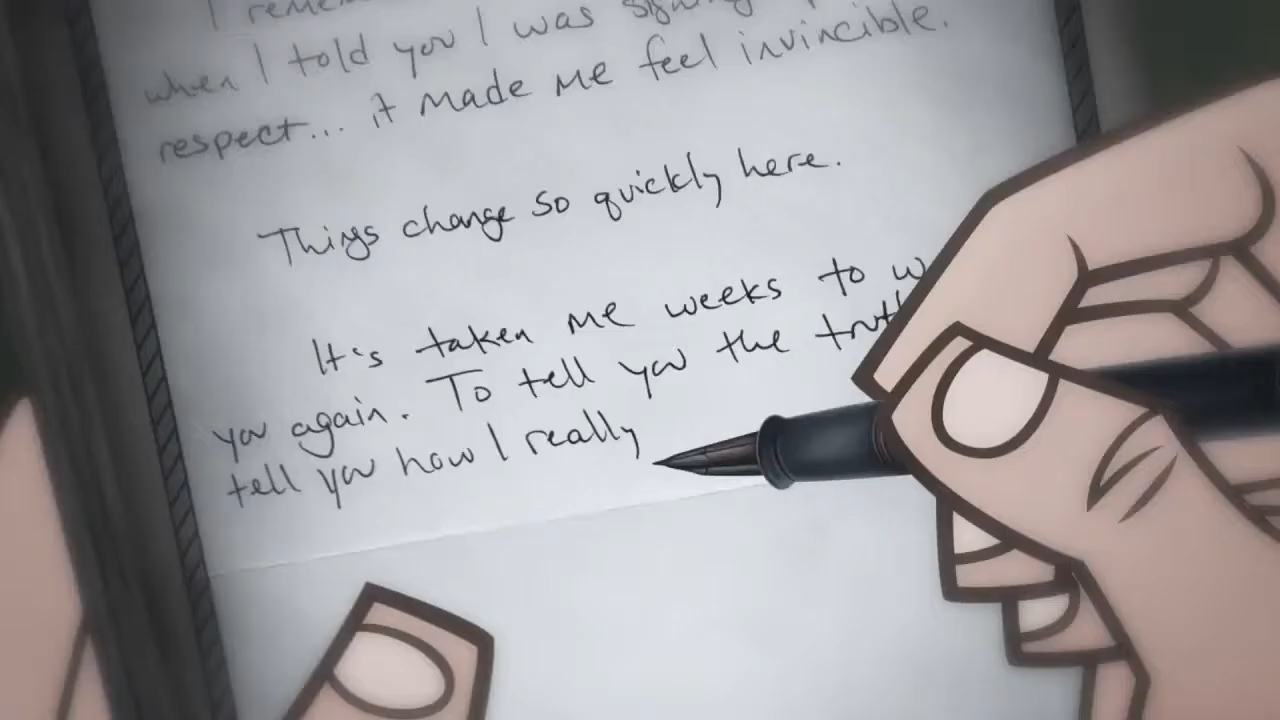 I
when I told you I was
respect... it made me feel invincible.
Things change so quickly here.
It's taken me weeks to
you again. To tell you the
tell you how I really